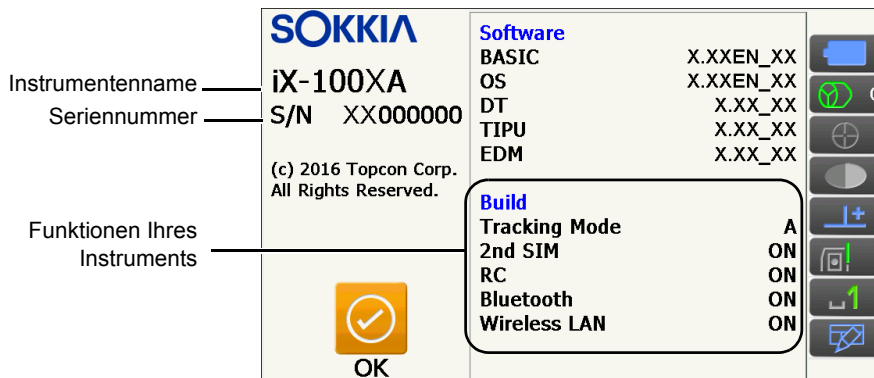 Instrumentenname
Seriennummer
Funktionen Ihres
Instruments
SOKKIA
iX-100XA
S/N XX000000
(c) 2016 Topcon Corp.
All Rights Reserved.
OK
Software
BASIC X.XXEN_XX
OS X.XXEN_XX
DT X.XX_XX
TIPU X.XX_XX
EDM X.XX_XX
Build
Tracking Mode A
2nd SIM ON
RC ON
Bluetooth ON
Wireless LAN ON
1